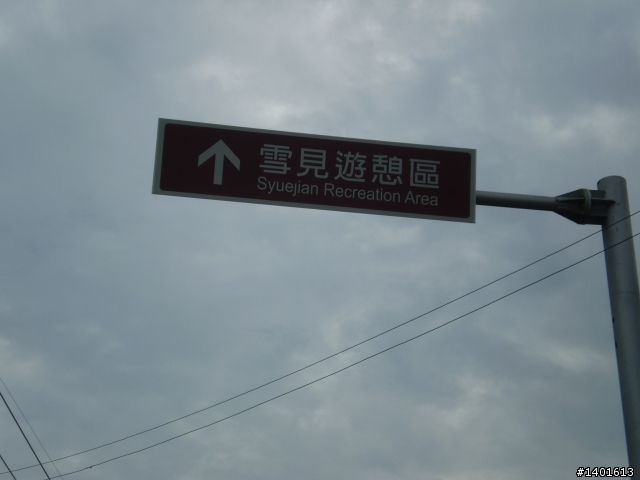 雪見遊憩區
Syuejian Recreation Area
#1401613